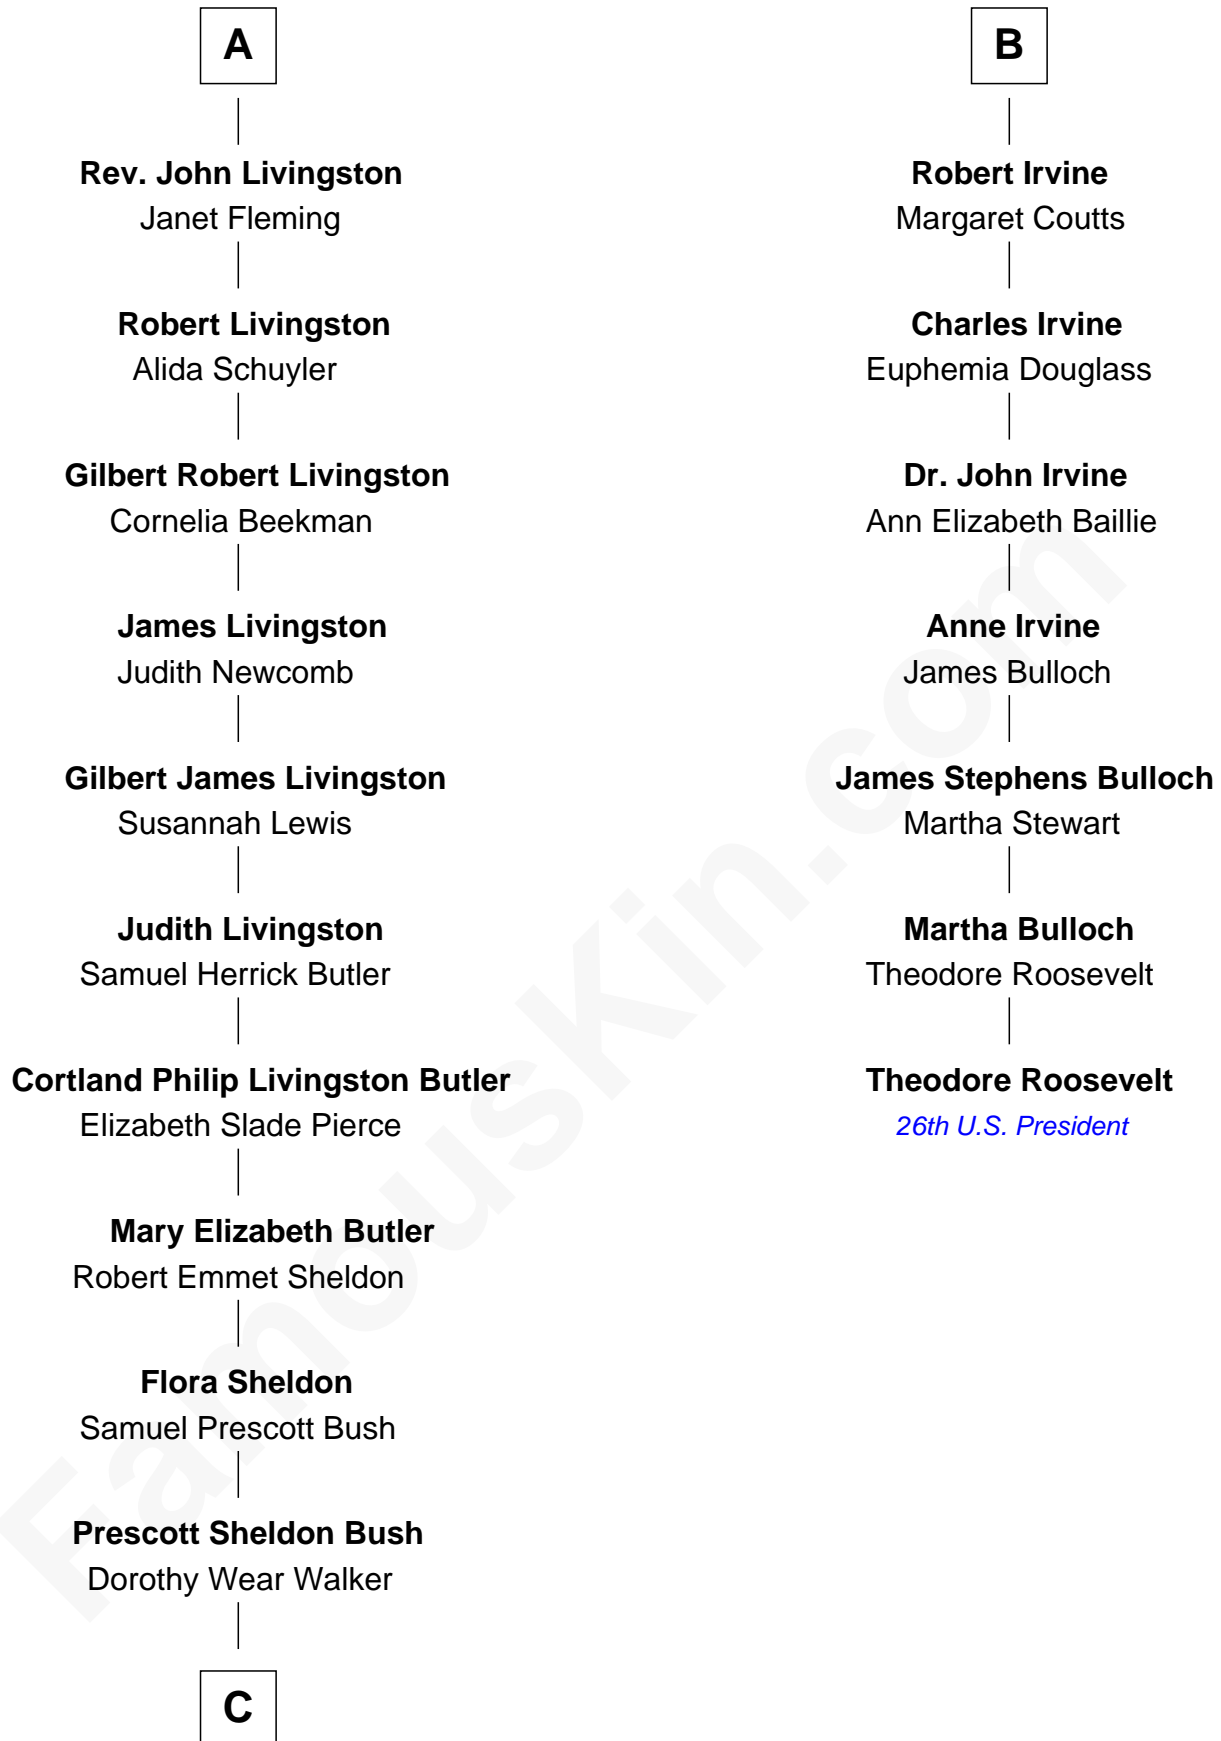 A
Rev. John Livingston
Janet Fleming
Robert Livingston
Alida Schuyler
Gilbert Robert Livingston
Cornelia Beekman
James Livingston
Judith Newcomb
Gilbert James Livingston
Susannah Lewis
Judith Livingston
Samuel Herrick Butler
Cortland Philip Livingston Butler
Elizabeth Slade Pierce
Mary Elizabeth Butler
Robert Emmet Sheldon
Flora Sheldon
Samuel Prescott Bush
Prescott Sheldon Bush
Dorothy Wear Walker
C
B
Robert Irvine
Margaret Coutts
Charles Irvine
Euphemia Douglass
Dr. John Irvine
Ann Elizabeth Baillie
Anne Irvine
James Bulloch
James Stephens Bulloch
Martha Stewart
Martha Bulloch
Theodore Roosevelt
Theodore Roosevelt
26th U.S. President
FamousKin.com